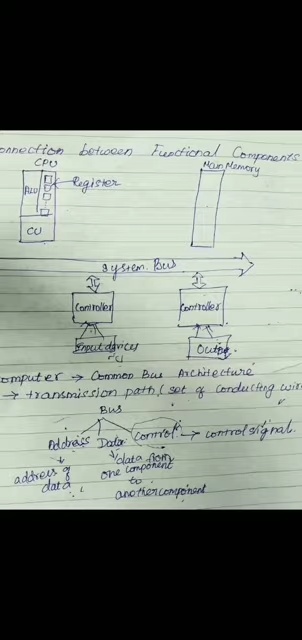 onnection between Functional Components
CPU
Main Memory
ALU
Register
CU
System Bus
Controller
Controller
Input devices
Output
omputer → Common Bus Architecture
→ transmission path (set of conducting wir
Bus
Address Data Control → control signal.
address of data
data from one component to another component